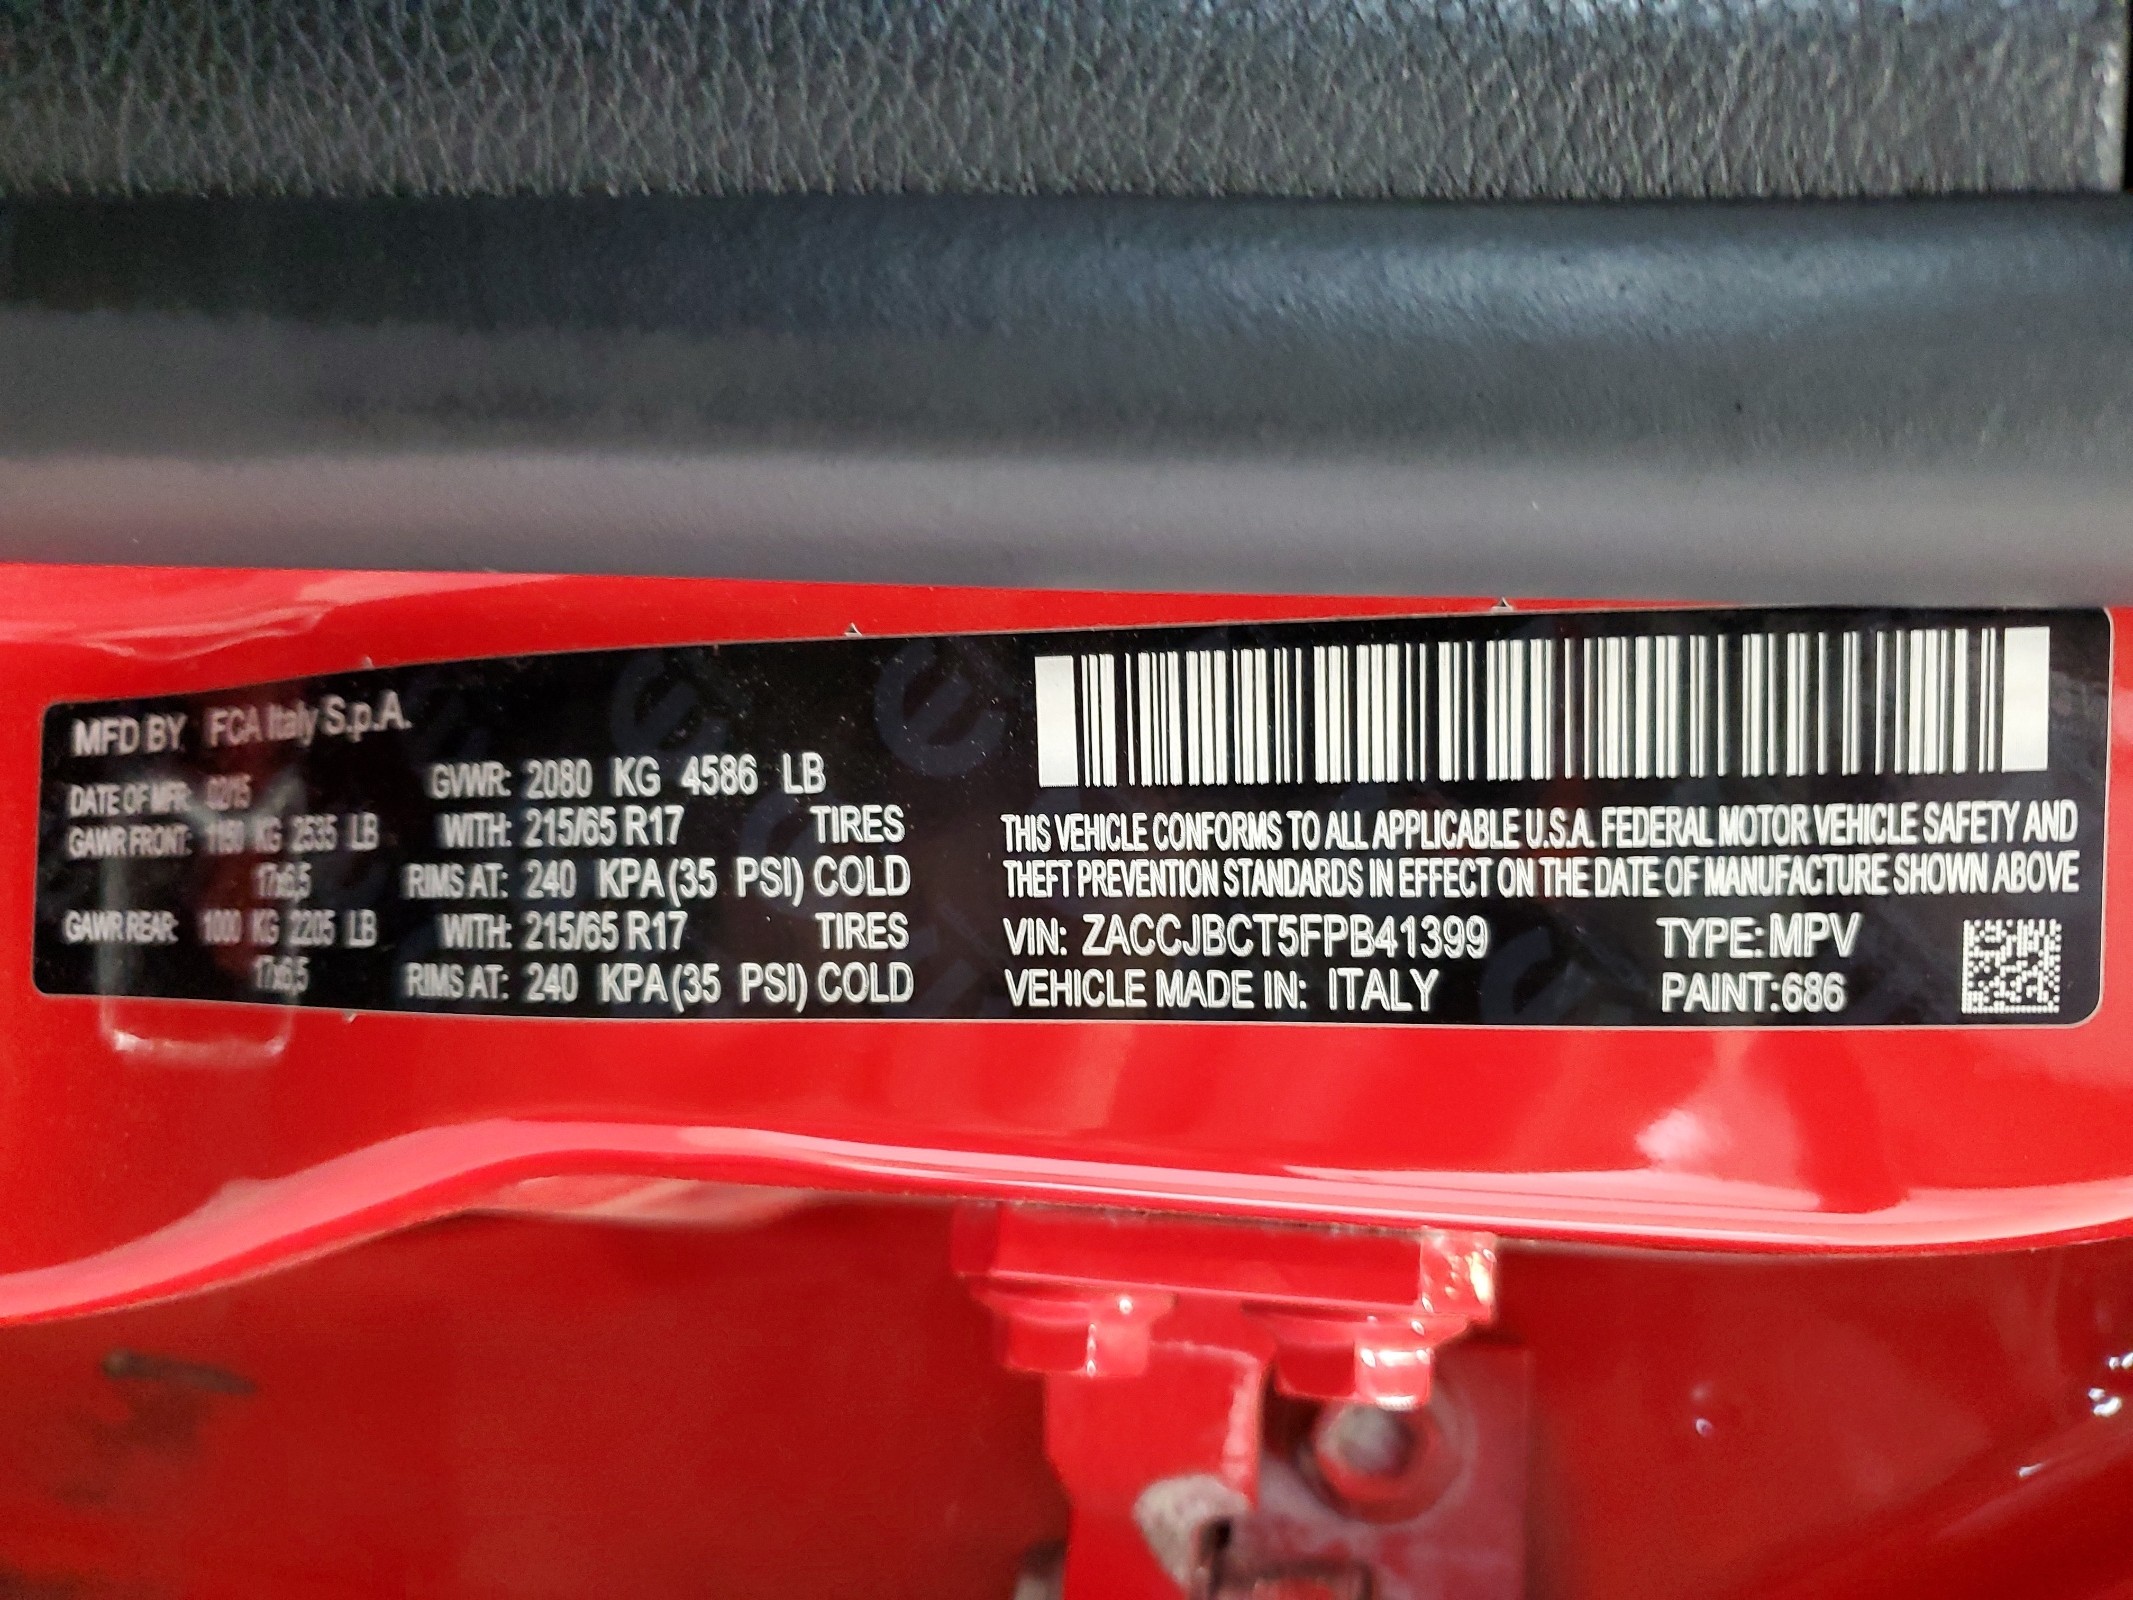 MFD BY FCA Italy S.p.A.
DATE OF MFR: 02/15 GVWR: 2080 KG 4586 LB
GAWR FRONT: 1150 KG 2535 LB WITH: 215/65 R17 TIRES
17x6,5 RIMS AT: 240 KPA(35 PSI) COLD
GAWR REAR: 1000 KG 2205 LB WITH: 215/65 R17 TIRES
17x6,5 RIMS AT: 240 KPA(35 PSI) COLD
THIS VEHICLE CONFORMS TO ALL APPLICABLE U.S.A. FEDERAL MOTOR VEHICLE SAFETY AND
THEFT PREVENTION STANDARDS IN EFFECT ON THE DATE OF MANUFACTURE SHOWN ABOVE
VIN: ZACCJBCT5FPB41399 TYPE: MPV
VEHICLE MADE IN: ITALY PAINT:686